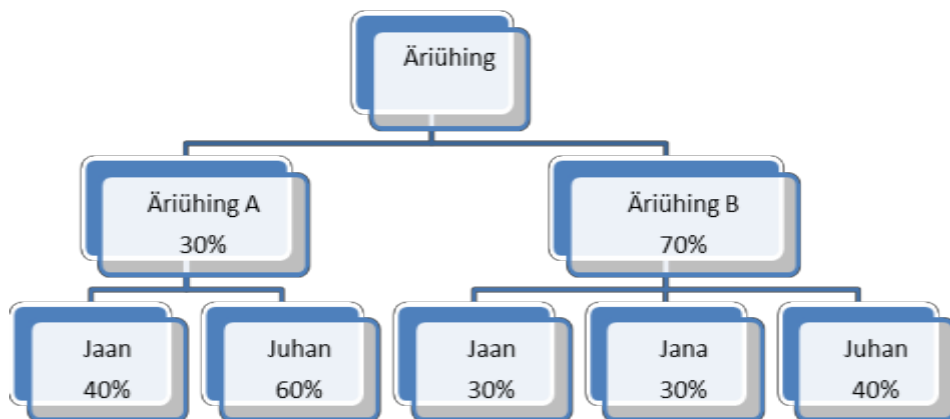 Äriühing
Äriühing A
30%
Äriühing B
70%
Jaan
40%
Juhan
60%
Jaan
30%
Jana
30%
Juhan
40%